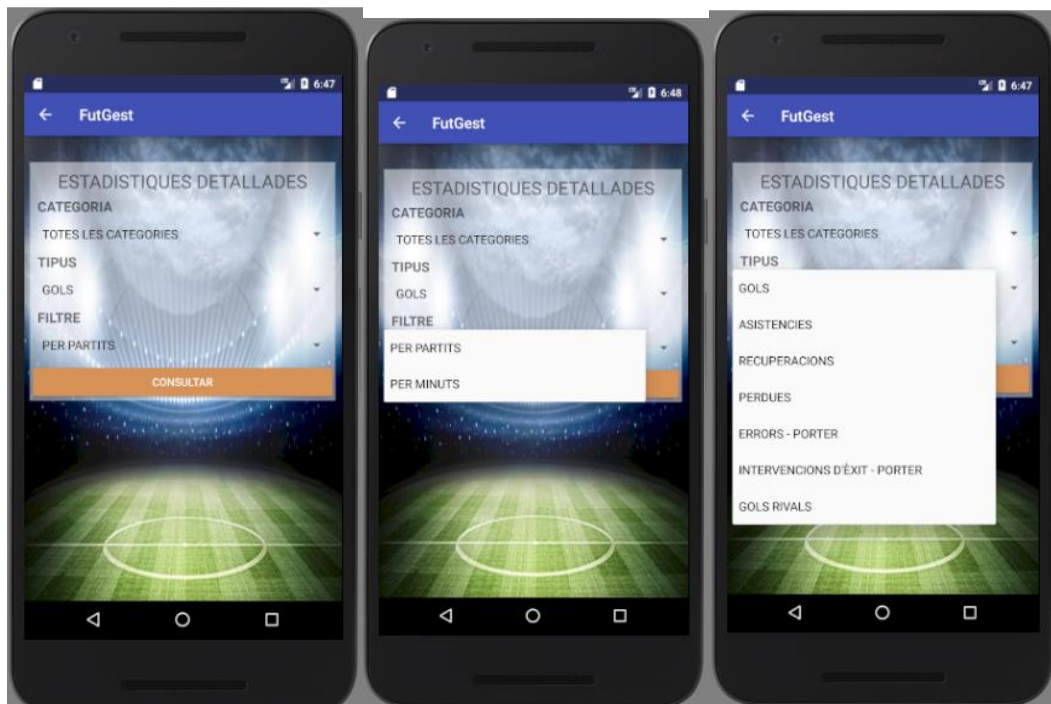 6:47
FutGest
ESTADISTIQUES DETALLADES
CATEGORIA
TOTES LES CATEGORIES
TIPUS
GOLS
FILTRE
PER PARTITS
CONSULTAR
6:48
FutGest
ESTADISTIQUES DETALLADES
CATEGORIA
TOTES LES CATEGORIES
TIPUS
GOLS
FILTRE
PER PARTITS
PER MINUTS
6:47
FutGest
ESTADISTIQUES DETALLADES
CATEGORIA
TOTES LES CATEGORIES
TIPUS
GOLS
ASISTENCIES
RECUPERACIONS
PERDUES
ERRORS - PORTER
INTERVENCIONS D'ÈXIT - PORTER
GOLS RIVALS